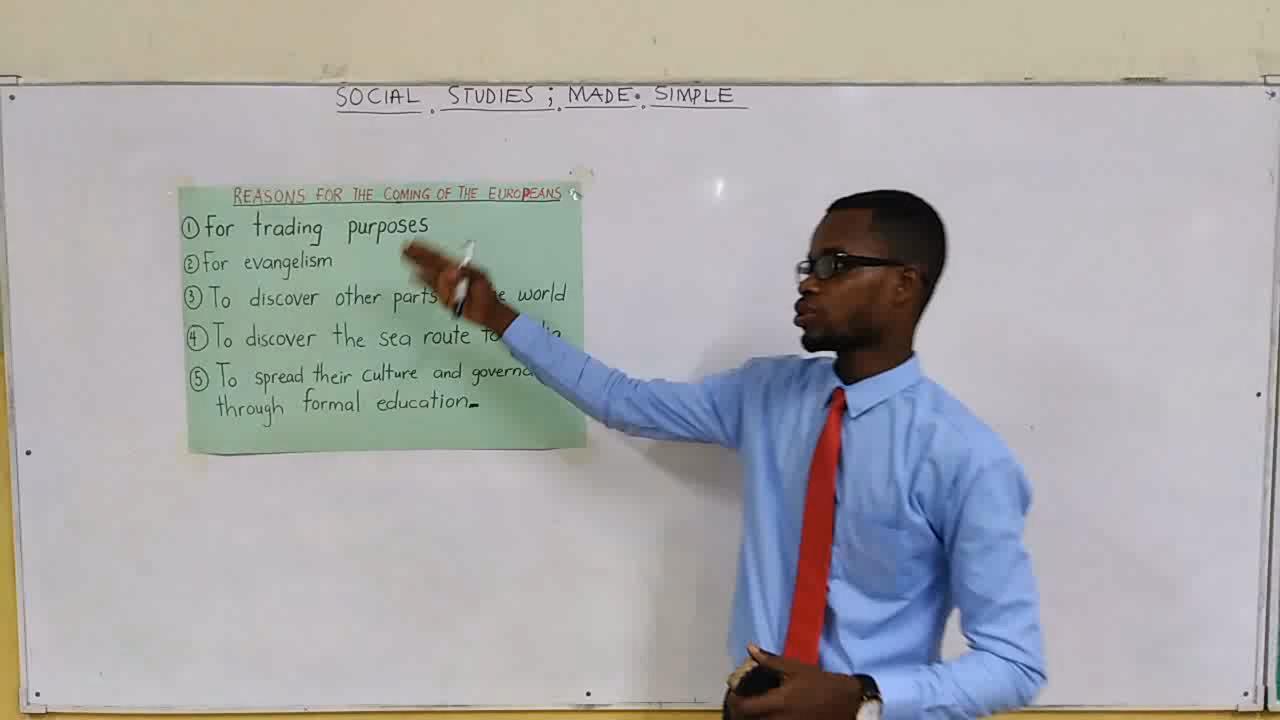 SOCIAL STUDIES; MADE SIMPLE
REASONS FOR THE COMING OF THE EUROPEANS
① For trading purposes
② For evangelism
③ To discover other parts world
④ To discover the sea route
⑤ To spread their culture and
through formal education